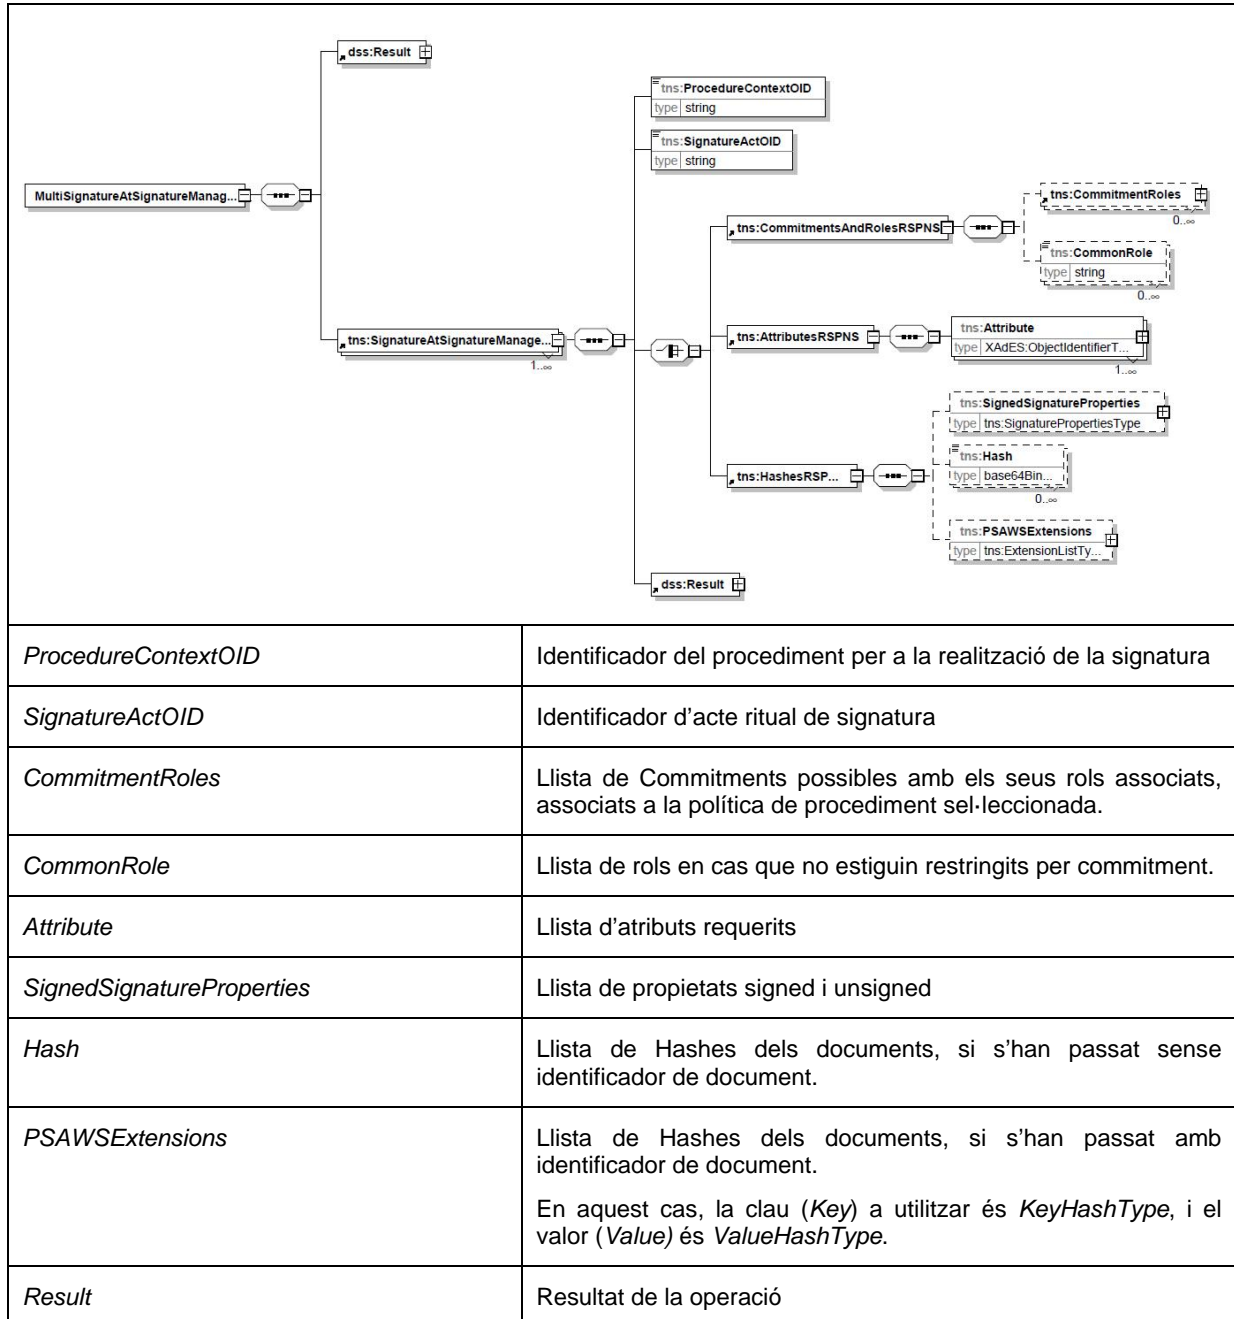 dss:Result
tns:ProcedureContextOID
type string
tns:SignatureActOID
type string
MultiSignatureAtSignatureManag...
tns:CommitmentRoles
0..∞
tns:CommitmentsAndRolesRSPNS
tns:CommonRole
type string
0..∞
tns:SignatureAtSignatureManage...
1..∞
tns:AttributesRSPNS
tns:Attribute
type XAdES:ObjectIdentifierT...
1..∞
tns:SignedSignatureProperties
type tns:SignaturePropertiesType
tns:HashesRSP...
tns:Hash
type base64Bin...
0..∞
tns:PSAWSExtensions
type tns:ExtensionListTy...
dss:Result
ProcedureContextOID
Identificador del procediment per a la realització de la signatura
SignatureActOID
Identificador d'acte ritual de signatura
CommitmentRoles
Llista de Commitments possibles amb els seus rols associats,
associats a la política de procediment sel·leccionada.
CommonRole
Llista de rols en cas que no estiguin restringits per commitment.
Attribute
Llista d'atributs requerits
SignedSignatureProperties
Llista de propietats signed i unsigned
Hash
Llista de Hashes dels documents, si s'han passat sense
identificador de document.
PSAWSExtensions
Llista de Hashes dels documents, si s'han passat amb
identificador de document.
En aquest cas, la clau (Key) a utilitzar és KeyHashType, i el
valor (Value) és ValueHashType.
Result
Resultat de la operació